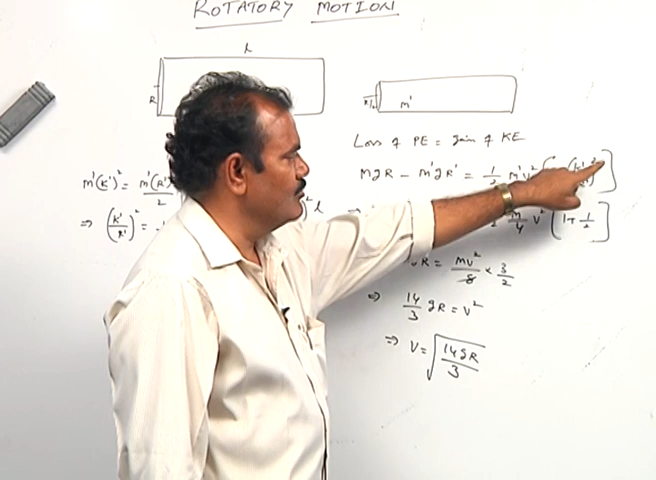 ROTATORY MOTION
l
R
R/2
m'
Loss of PE = gain of KE
m'(k')² = m'(R')²/2
MgR - m'gR' = 1/2 m'v²
⇒ (k'/R')² =
l
m/4 v² [1+ 1/2]
R = mv²/8 × 3/2
⇒ 14/3 gR = v²
⇒ V = √(14gR/3)